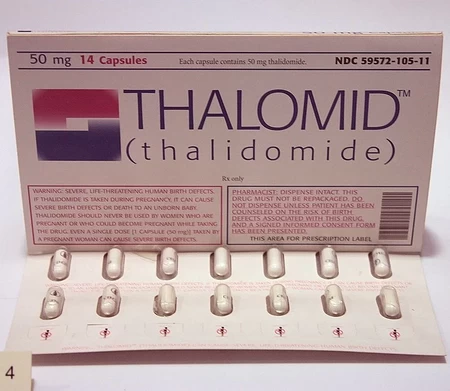 50 mg 14 Capsules
Each capsule contains 50 mg thalidomide.
NDC 59572-105-11
THALOMID™
(thalidomide)
Rx only
WARNING: SEVERE, LIFE-THREATENING HUMAN BIRTH DEFECTS.
IF THALIDOMIDE IS TAKEN DURING PREGNANCY, IT CAN CAUSE
SEVERE BIRTH DEFECTS OR DEATH TO AN UNBORN BABY.
THALIDOMIDE SHOULD NEVER BE USED BY WOMEN WHO ARE
PREGNANT OR WHO COULD BECOME PREGNANT WHILE TAKING
THE DRUG. EVEN A SINGLE DOSE [1 CAPSULE (50 mg)] TAKEN BY
A PREGNANT WOMAN CAN CAUSE SEVERE BIRTH DEFECTS.
PHARMACIST: DISPENSE INTACT. THIS
DRUG MUST NOT BE REPACKAGED. DO
NOT DISPENSE UNLESS PATIENT HAS BEEN
COUNSELED ON THE RISK OF BIRTH
DEFECTS ASSOCIATED WITH THIS DRUG,
AND A SIGNED INFORMED CONSENT FORM
HAS BEEN PRESENTED.
THIS AREA FOR PRESCRIPTION LABEL
4